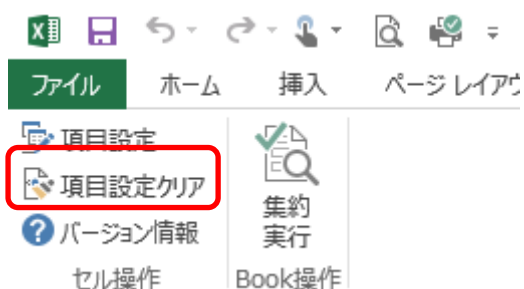 ファイル ホーム 挿入 ページ レイアウ
項目設定
項目設定クリア
バージョン情報
セル操作
集約
実行
Book操作